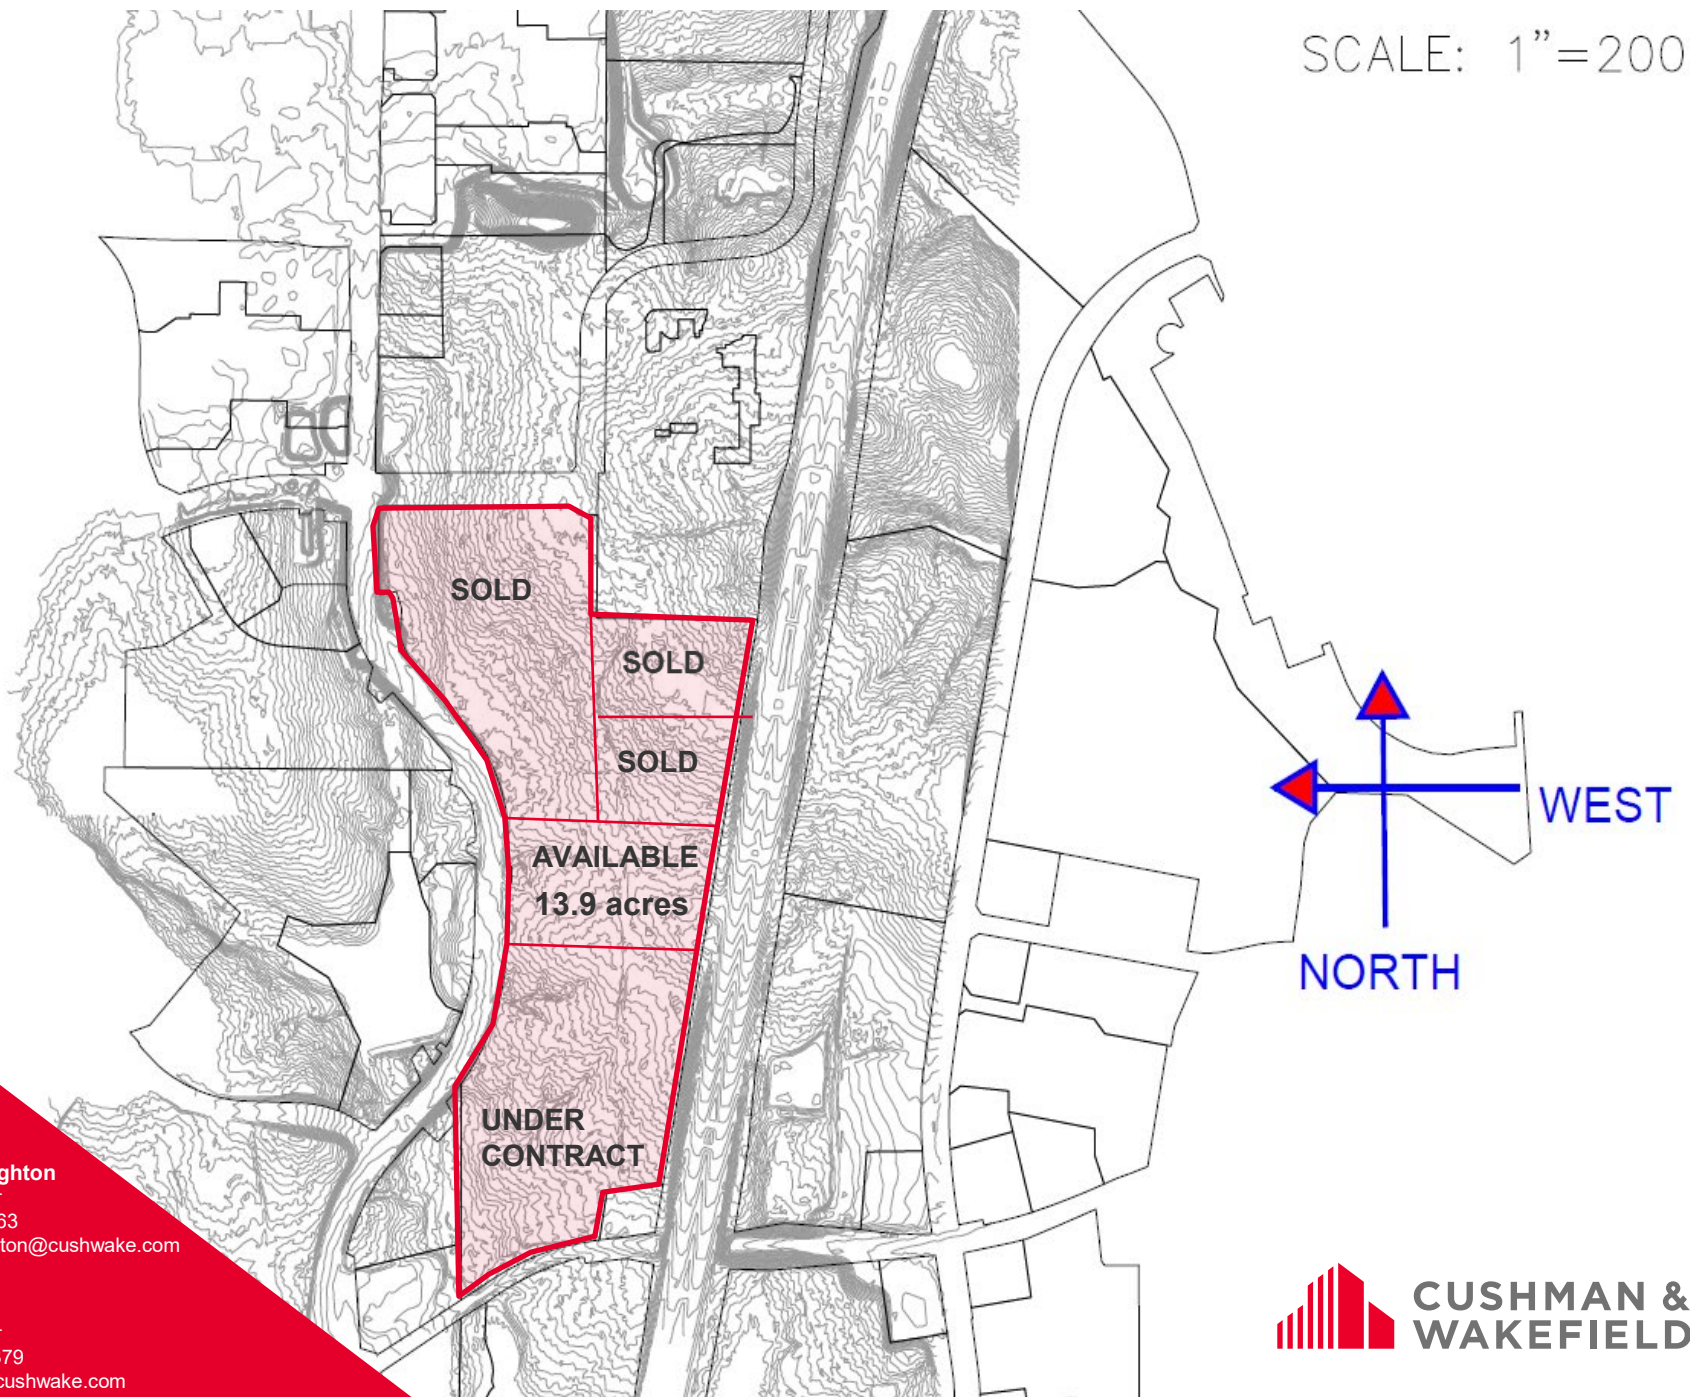 SCALE: 1"=200
SOLD
SOLD
SOLD
AVAILABLE
13.9 acres
UNDER
CONTRACT
WEST
NORTH
ghton
63
ton@cushwake.com
79
cushwake.com
CUSHMAN &
WAKEFIELD